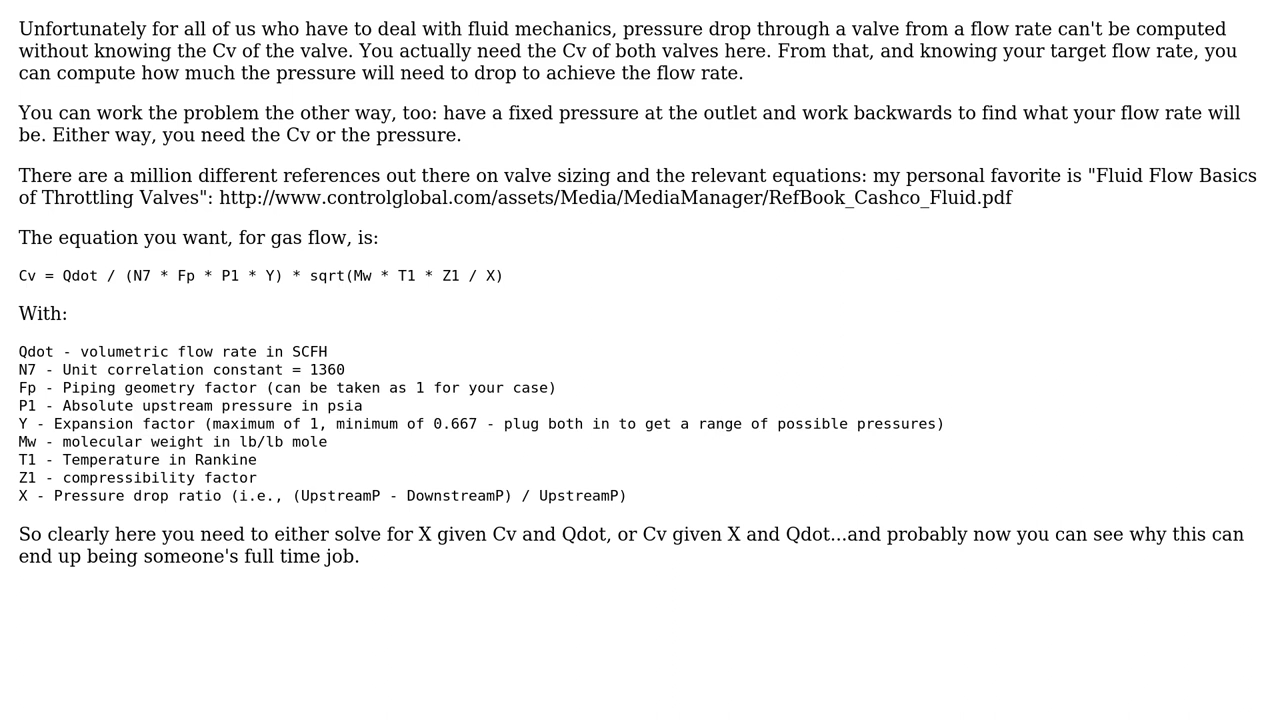 Unfortunately for all of us who have to deal with fluid mechanics, pressure drop through a valve from a flow rate can't be computed
without knowing the Cv of the valve. You actually need the Cv of both valves here. From that, and knowing your target flow rate, you
can compute how much the pressure will need to drop to achieve the flow rate.
You can work the problem the other way, too: have a fixed pressure at the outlet and work backwards to find what your flow rate will
be. Either way, you need the Cv or the pressure.
There are a million different references out there on valve sizing and the relevant equations: my personal favorite is "Fluid Flow Basics
of Throttling Valves": http://www.controlglobal.com/assets/Media/MediaManager/RefBook_Cashco_Fluid.pdf
The equation you want, for gas flow, is:
Cv = Qdot / (N7 * Fp * P1 * Y) * sqrt(Mw * T1 * Z1 / X)
With:
Qdot - volumetric flow rate in SCFH
N7 - Unit correlation constant = 1360
Fp - Piping geometry factor (can be taken as 1 for your case)
P1 - Absolute upstream pressure in psia
Y - Expansion factor (maximum of 1, minimum of 0.667 - plug both in to get a range of possible pressures)
Mw - molecular weight in lb/lb mole
T1 - Temperature in Rankine
Z1 - compressibility factor
X - Pressure drop ratio (i.e., (UpstreamP - DownstreamP) / UpstreamP)
So clearly here you need to either solve for X given Cv and Qdot, or Cv given X and Qdot...and probably now you can see why this can
end up being someone's full time job.